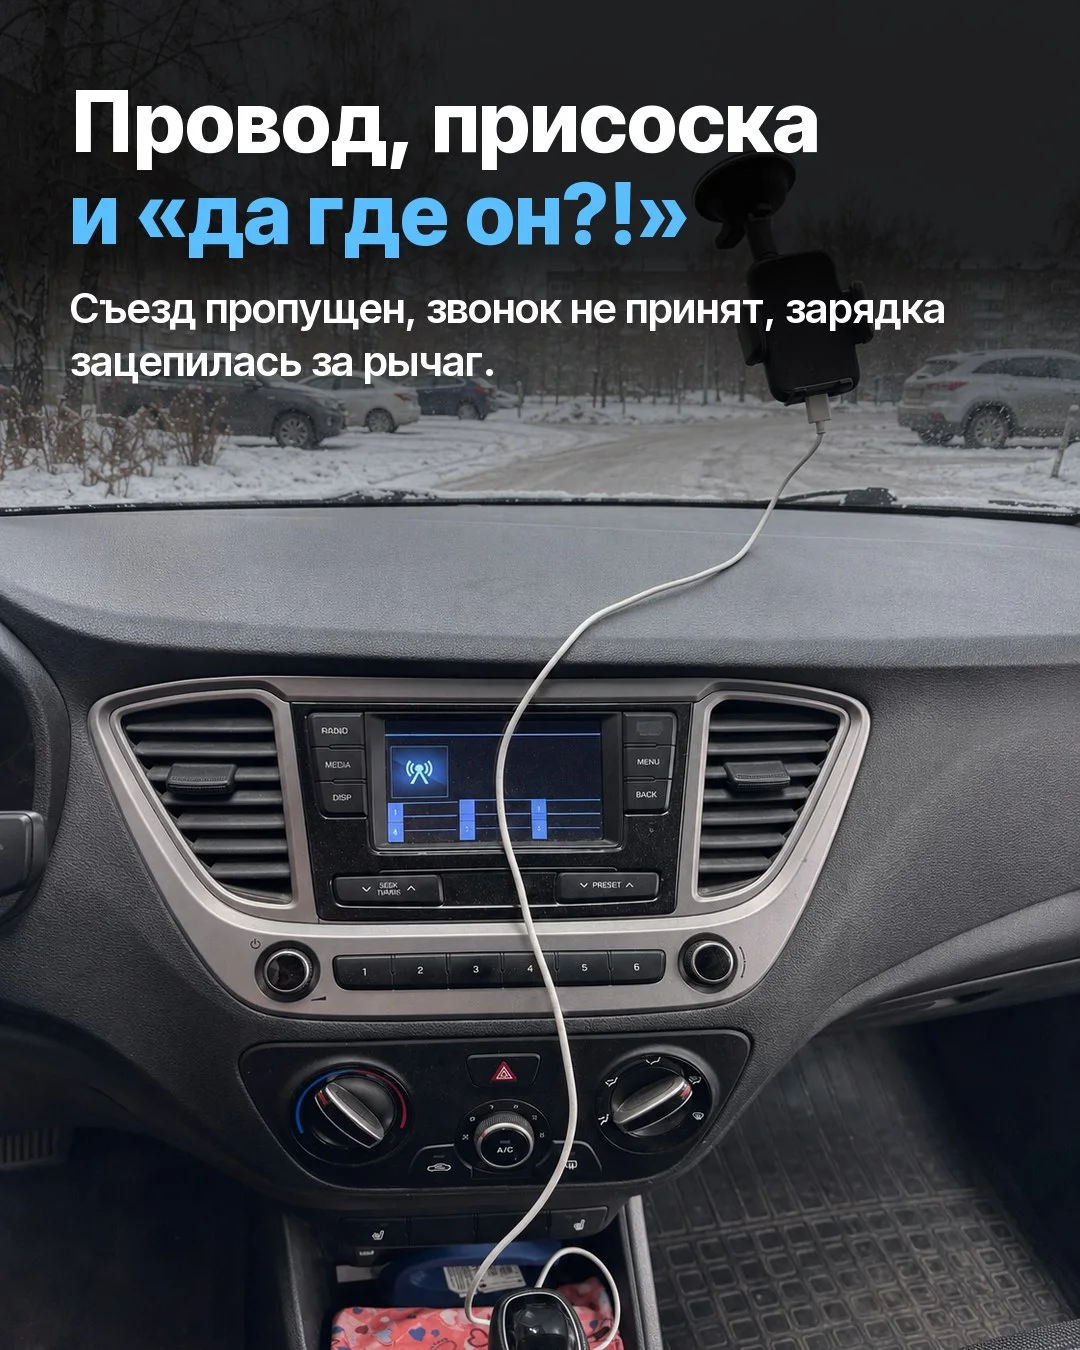 Провод, присоска
и «да где он?!»
Съезд пропущен, звонок не принят, зарядка
зацепилась за рычаг.
RADIO
MEDIA
MENU
DISP
BACK
SEEK
PRESET
1 2 3 4 5 6
A/C